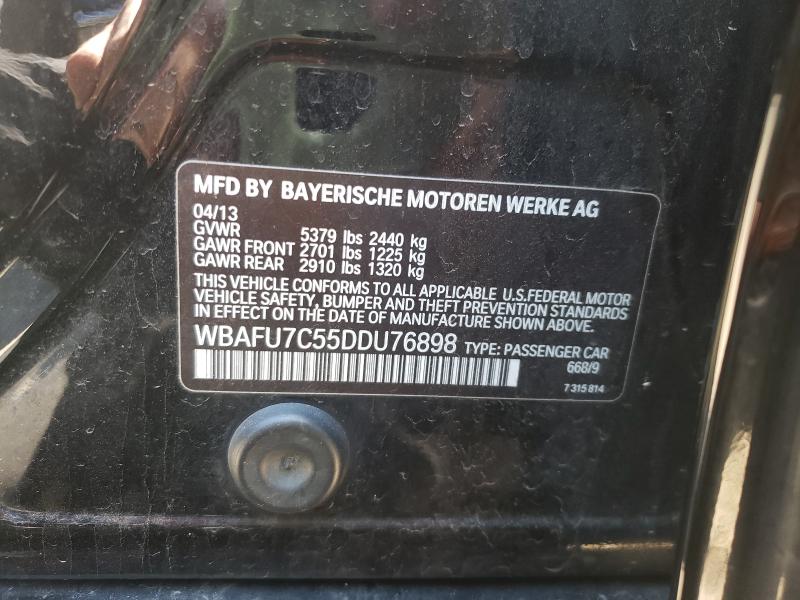 MFD BY BAYERISCHE MOTOREN WERKE AG
04/13
GVWR 5379 lbs 2440 kg
GAWR FRONT 2701 lbs 1225 kg
GAWR REAR 2910 lbs 1320 kg
THIS VEHICLE CONFORMS TO ALL APPLICABLE U.S.FEDERAL MOTOR
VEHICLE SAFETY, BUMPER AND THEFT PREVENTION STANDARDS
IN EFFECT ON THE DATE OF MANUFACTURE SHOWN ABOVE.
WBAFU7C55DDU76898 TYPE: PASSENGER CAR
668/9
7 315 814